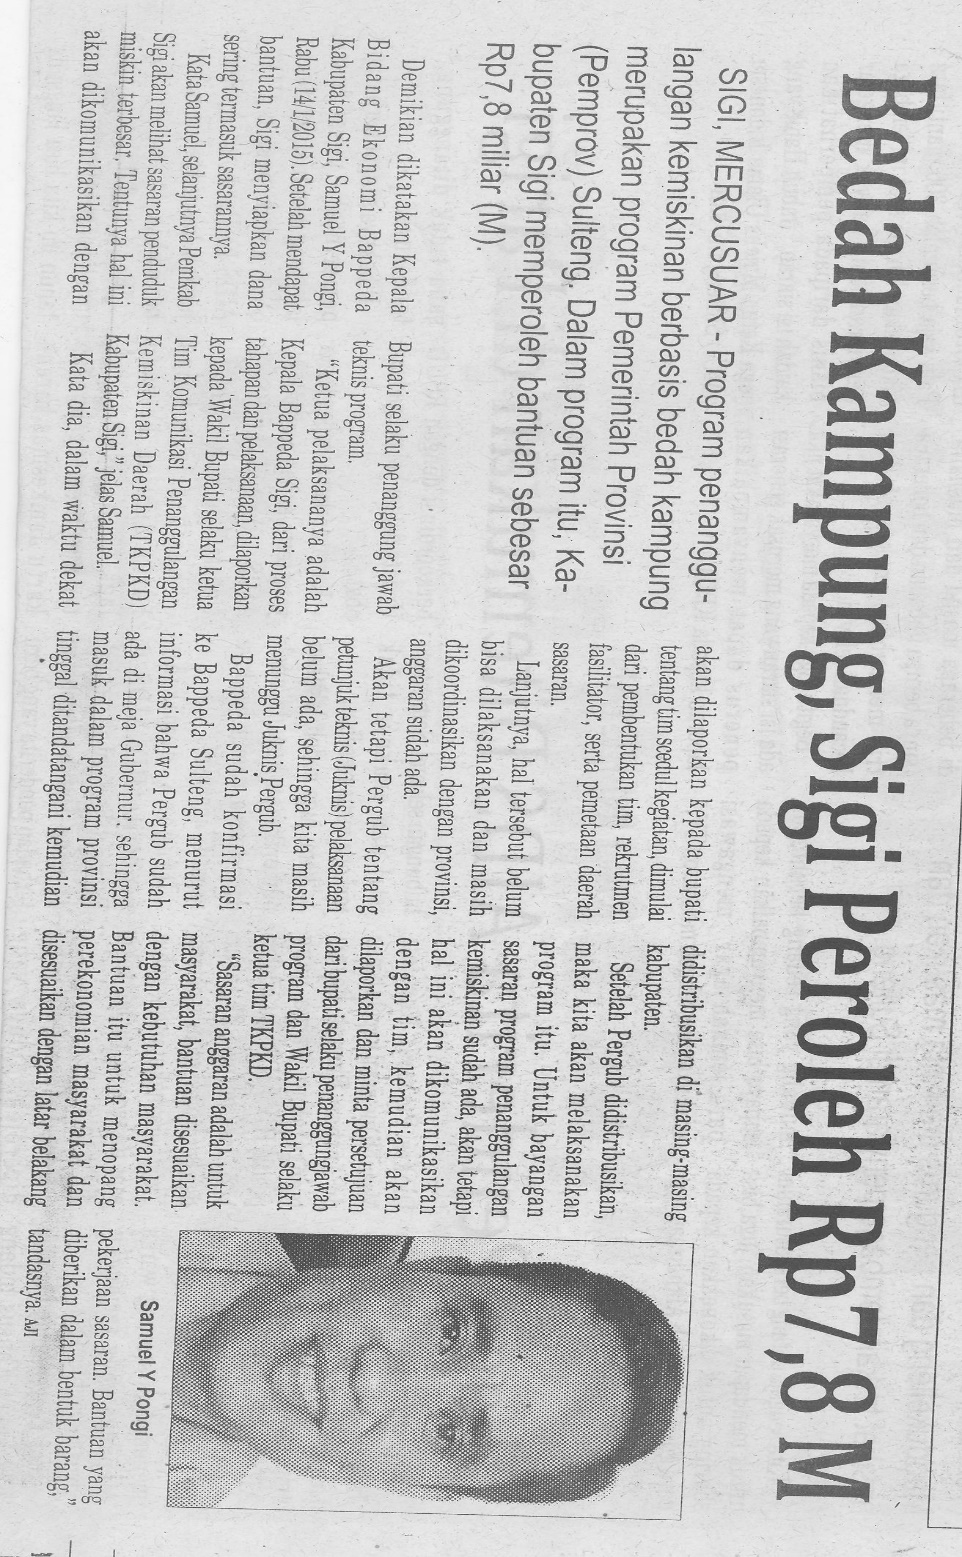 Bedah Kampung, Sigi Peroleh Rp7,8 M
SIGI, MERCUSUAR - Program penanggu-
langan kemiskinan berbasis bedah kampung
merupakan program Pemerintah Provinsi
(Pemprov) Sulteng. Dalam program itu, Ka-
bupaten Sigi memperoleh bantuan sebesar
Rp7,8 miliar (M).
Demikian dikatakan Kepala
Bidang Ekonomi Bappeda
Kabupaten Sigi, Samuel Y Pongi,
Rabu (14/1/2015). Setelah mendapat
bantuan, Sigi menyiapkan dana
sering termasuk sasarannya.
Kata Samuel, selanjutnya Pemkab
Sigi akan melihat sasaran penduduk
miskin terbesar. Tentunya hal ini
akan dikomunikasikan dengan
Bupati selaku penanggung jawab
teknis program.
"Ketua pelaksananya adalah
Kepala Bappeda Sigi, dari proses
tahapan dan pelaksanaan, dilaporkan
kepada Wakil Bupati selaku ketua
Tim Komunikasi Penanggulangan
Kemiskinan Daerah (TKPKD)
Kabupaten Sigi," jelas Samuel.
Kata dia, dalam waktu dekat
akan dilaporkan kepada bupati
tentang tim scedul kegiatan, dimulai
dari pembentukan tim, rekrutmen
fasilitator, serta pemetaan daerah
sasaran.
Lanjutnya, hal tersebut belum
bisa dilaksanakan dan masih
dikoordinasikan dengan provinsi,
anggaran sudah ada.
Akan tetapi Pergub tentang
petunjuk teknis (Juknis) pelaksanaan
belum ada, sehingga kita masih
menunggu Juknis Pergub.
Bappeda sudah konfirmasi
ke Bappeda Sulteng, menurut
informasi bahwa Pergub sudah
ada di meja Gubernur. sehingga
masuk dalam program provinsi
tinggal ditandatangani kemudian
didistribusikan di masing-masing
kabupaten.
Setelah Pergub didistribusikan,
maka kita akan melaksanakan
program itu. Untuk bayangan
sasaran program penanggulangan
kemiskinan sudah ada, akan tetapi
hal ini akan dikomunikasikan
dengan tim, kemudian akan
dilaporkan dan minta persetujuan
dari bupati selaku penanggungjawab
program dan Wakil Bupati selaku
ketua tim TKPKD.
"Sasaran anggaran adalah untuk
masyarakat, bantuan disesuaikan
dengan kebutuhan masyarakat.
Bantuan itu untuk menopang
perekonomian masyarakat dan
disesuaikan dengan latar belakang
Samuel Y Pongi
pekerjaan sasaran. Bantuan yang
diberikan dalam bentuk barang,"
tandasnya. AJI